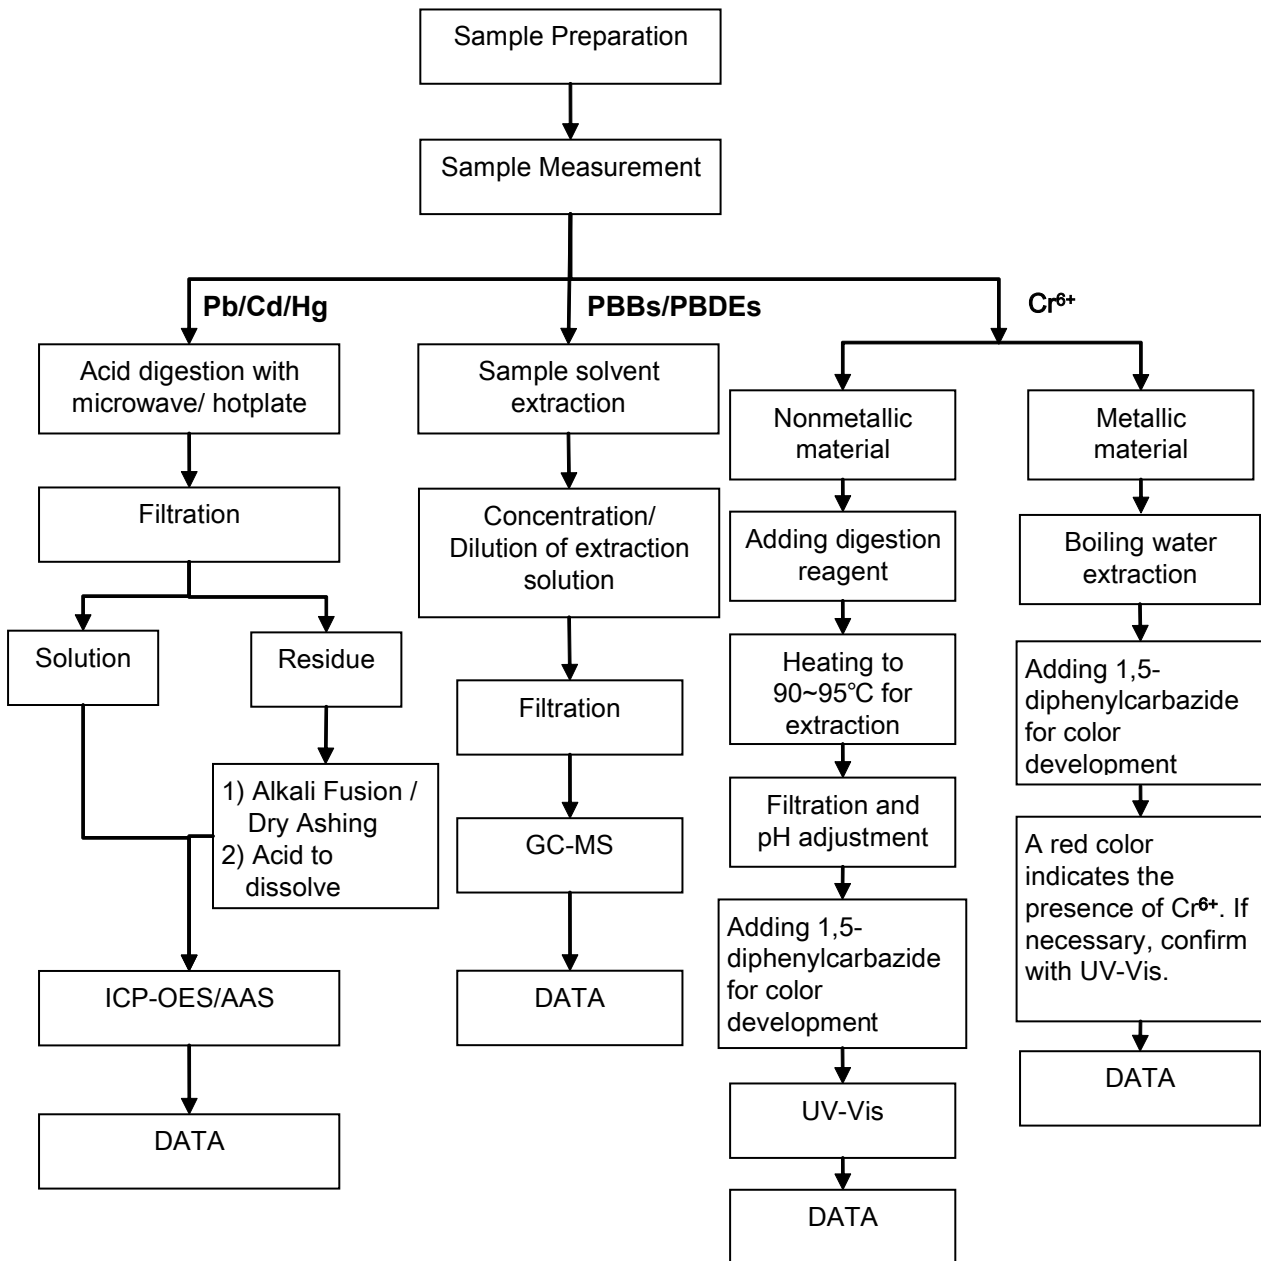 Sample Preparation
Sample Measurement
Pb/Cd/Hg
PBBs/PBDEs
Cr⁶⁺
Acid digestion with
microwave/ hotplate
Filtration
Solution
Residue
1) Alkali Fusion /
Dry Ashing
2) Acid to
dissolve
ICP-OES/AAS
DATA
Sample solvent
extraction
Concentration/
Dilution of extraction
solution
Filtration
GC-MS
DATA
Nonmetallic
material
Adding digestion
reagent
Heating to
90~95℃ for
extraction
Filtration and
pH adjustment
Adding 1,5-
diphenylcarbazide
for color
development
UV-Vis
DATA
Metallic
material
Boiling water
extraction
Adding 1,5-
diphenylcarbazide
for color
development
A red color
indicates the
presence of Cr⁶⁺. If
necessary, confirm
with UV-Vis.
DATA